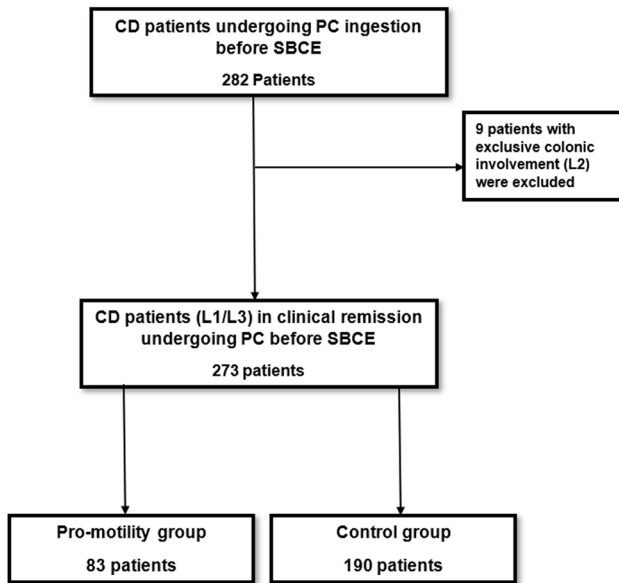 CD patients undergoing PC ingestion
before SBCE
282 Patients
9 patients with
exclusive colonic
involvement (L2)
were excluded
CD patients (L1/L3) in clinical remission
undergoing PC before SBCE
273 patients
Pro-motility group
83 patients
Control group
190 patients